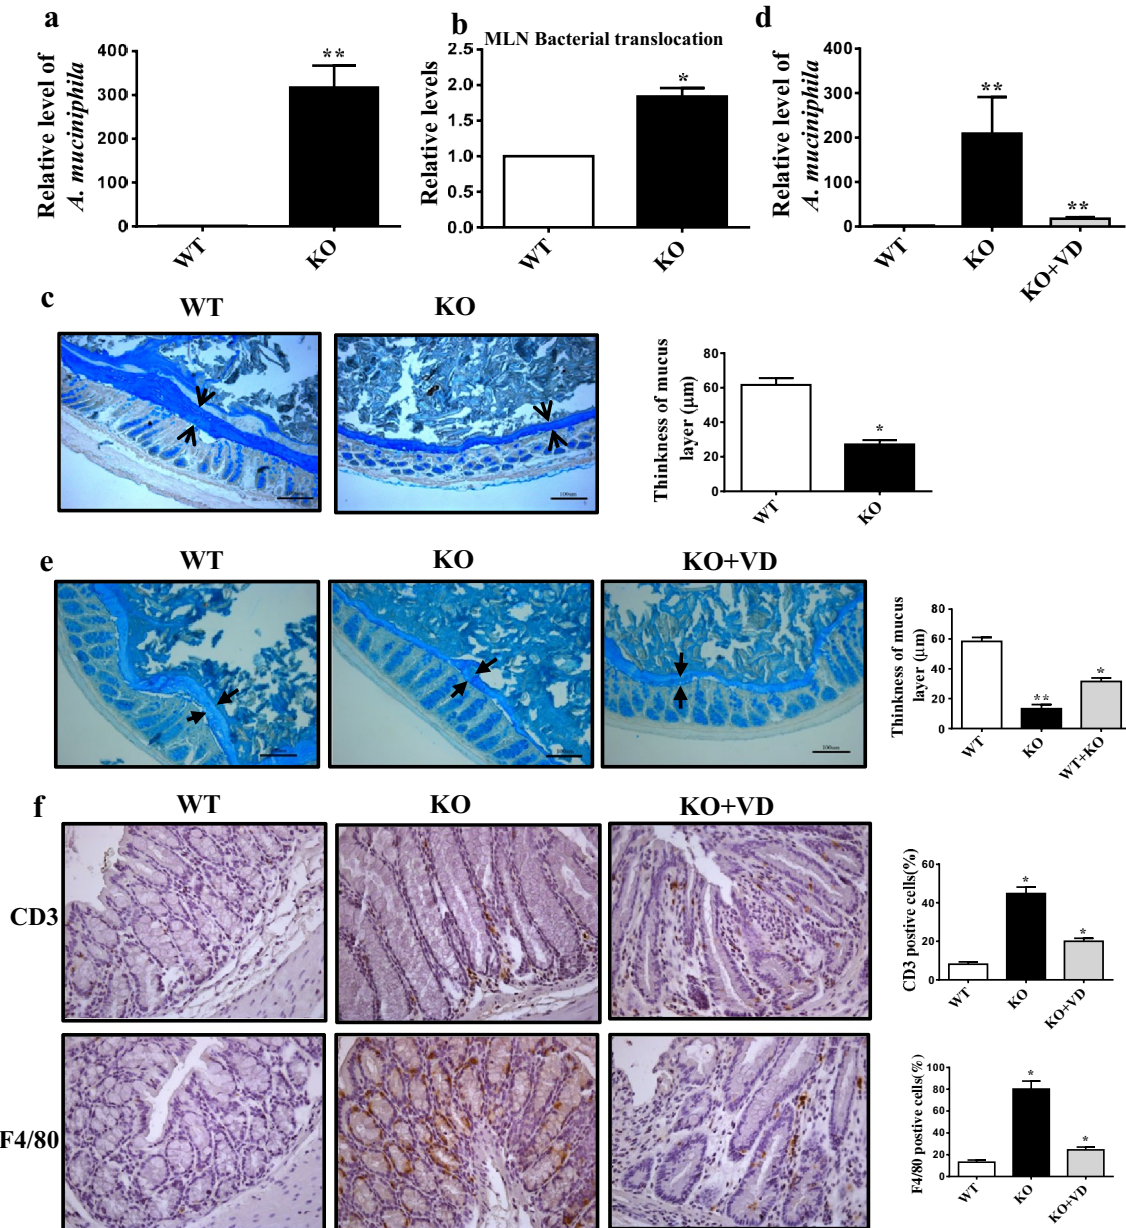 a
Relative level of
A. muciniphila
400
300
200
100
0
**
WT
KO
b
MLN Bacterial translocation
Relative levels
2.5
2.0
1.5
1.0
0.5
0.0
*
WT
KO
d
Relative level of
A. muciniphila
400
300
200
100
0
**
**
WT
KO
KO+VD
c
WT
KO
100um
Thinkness of mucus
layer (μm)
80
60
40
20
0
*
WT
KO
e
WT
KO
KO+VD
100um
Thinkness of mucus
layer (μm)
80
60
40
20
0
**
*
WT
KO
WT+KO
f
WT
KO
KO+VD
CD3
CD3 postive cells(%)
60
40
20
0
*
*
WT
KO
KO+VD
F4/80
F4/80 postive cells(%)
100
80
60
40
20
0
*
*
WT
KO
KO+VD